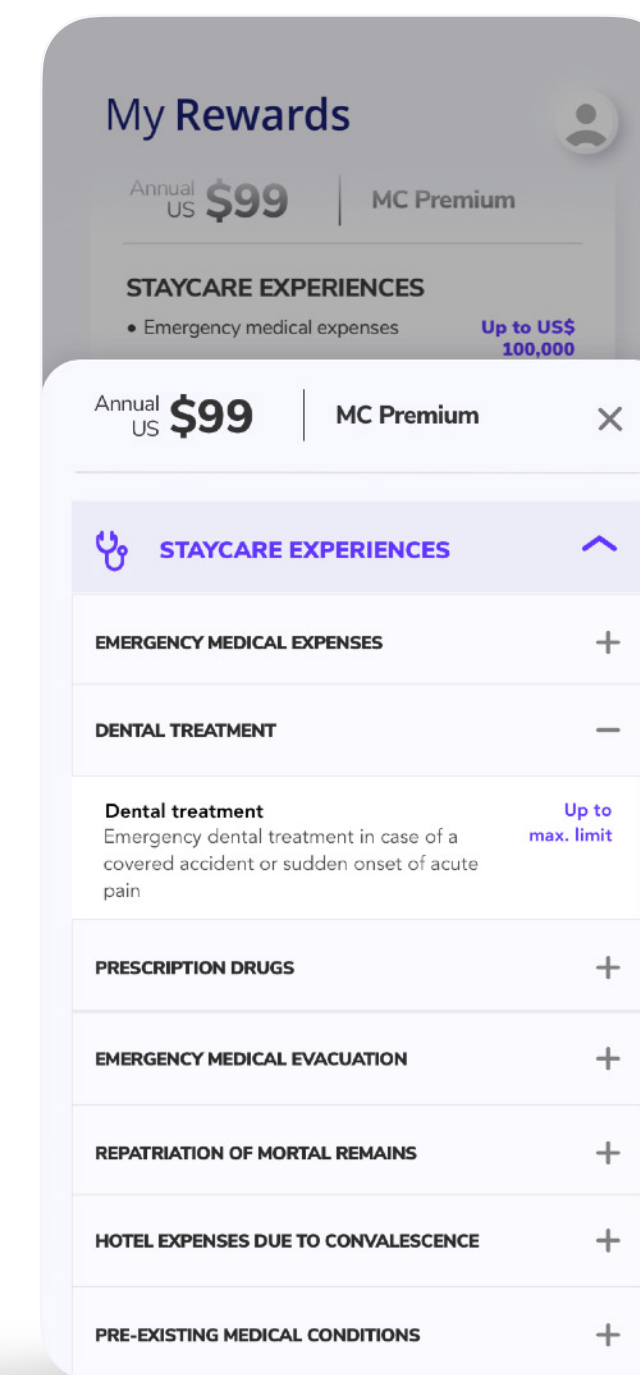 My Rewards
Annual US $99 MC Premium
STAYCARE EXPERIENCES
• Emergency medical expenses Up to US$
100,000
Annual US $99 MC Premium
STAYCARE EXPERIENCES
EMERGENCY MEDICAL EXPENSES
DENTAL TREATMENT
Dental treatment Up to
Emergency dental treatment in case of a max. limit
covered accident or sudden onset of acute
pain
PRESCRIPTION DRUGS
EMERGENCY MEDICAL EVACUATION
REPATRIATION OF MORTAL REMAINS
HOTEL EXPENSES DUE TO CONVALESCENCE
PRE-EXISTING MEDICAL CONDITIONS